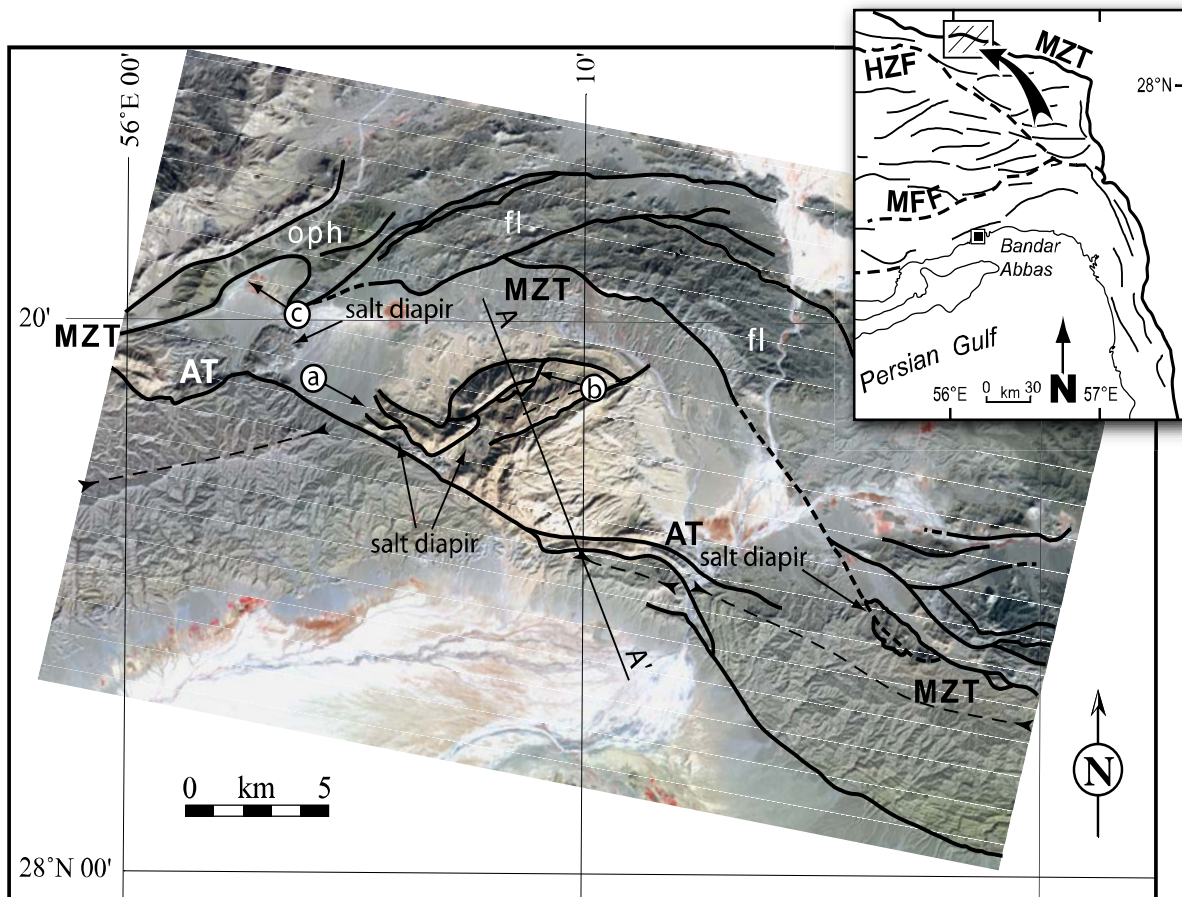 56˚E 00'
10'
20'
28˚N 00'
oph
fl
fl
MZT
MZT
MZT
AT
AT
c
salt diapir
a
b
A
A'
salt diapir
salt diapir
0 km 5
N
HZF
MZT
28°N
MFF
Bandar
Abbas
Persian Gulf
56°E
0 km 30
N
57°E